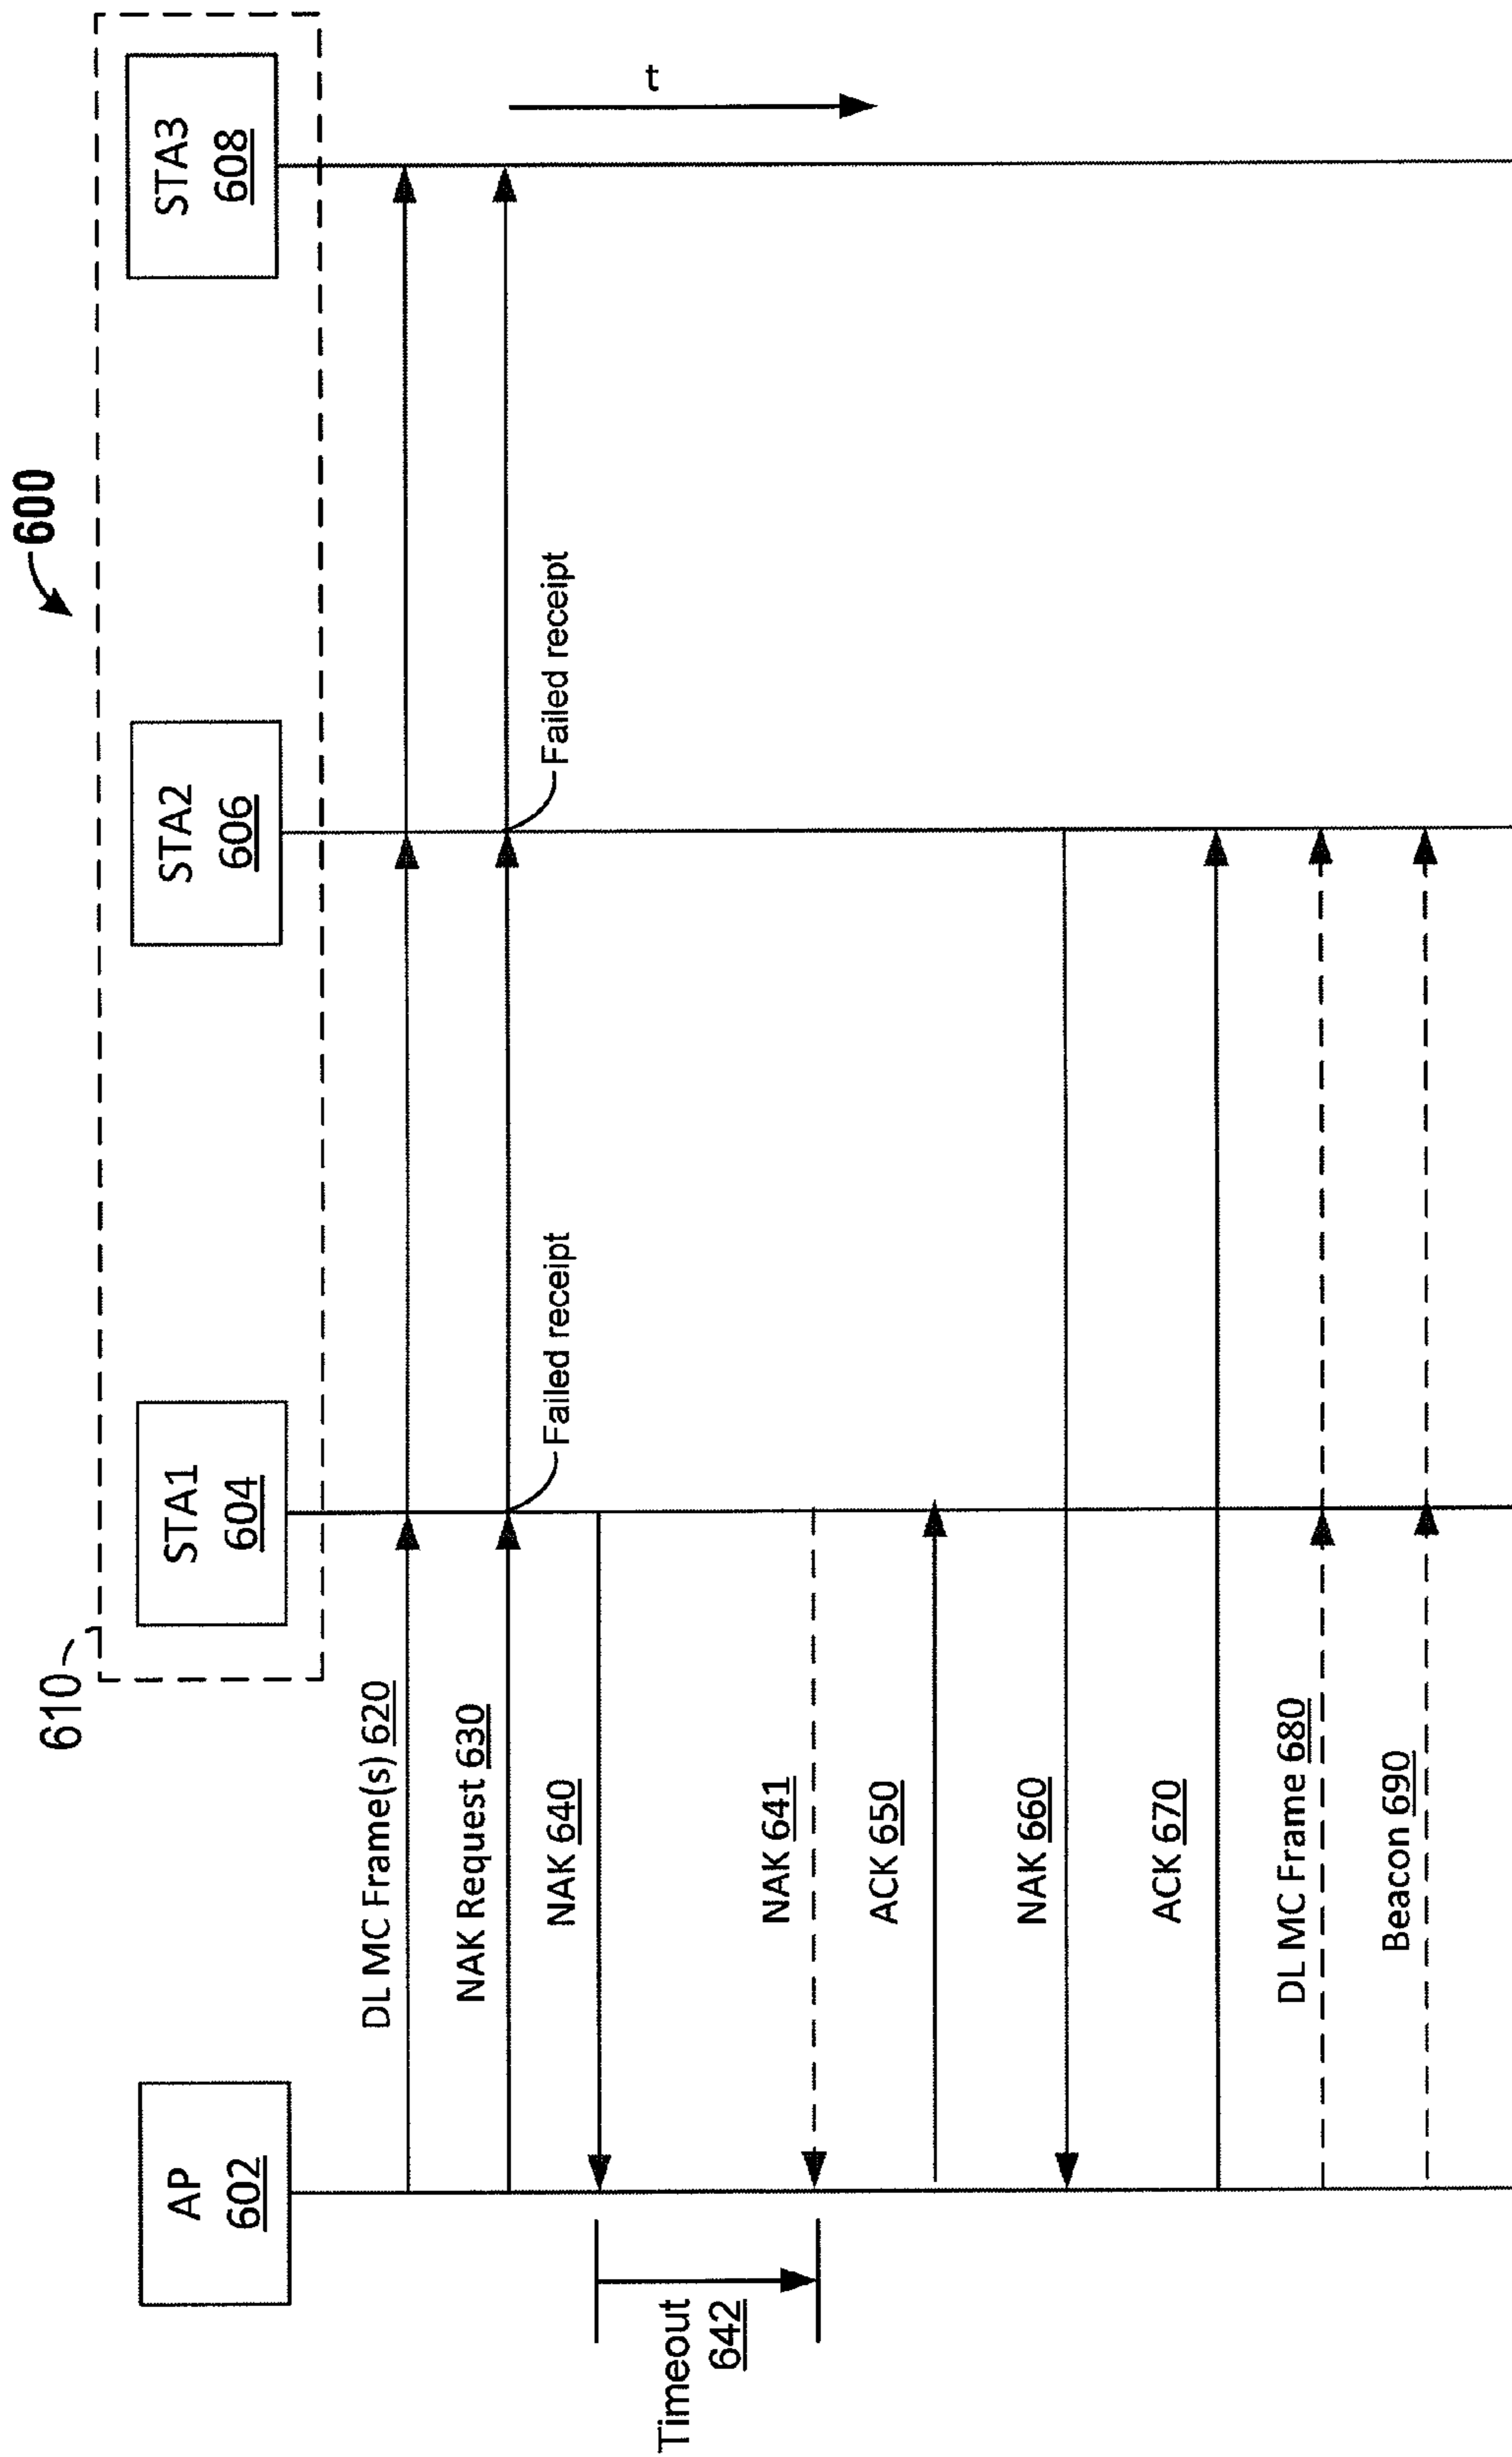 600
610
AP
602
STA1
604
STA2
606
STA3
608
t
DL MC Frame(s) 620
NAK Request 630
Failed receipt
Failed receipt
NAK 640
Timeout
642
NAK 641
ACK 650
NAK 660
ACK 670
DL MC Frame 680
Beacon 690